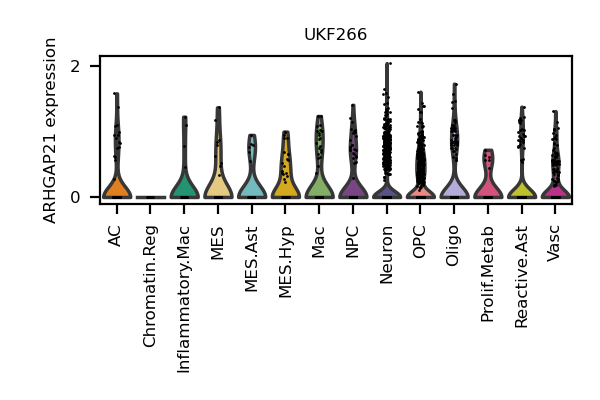 UKF266
ARHGAP21 expression
2
0
AC
Chromatin.Reg
Inflammatory.Mac
MES
MES.Ast
MES.Hyp
Mac
NPC
Neuron
OPC
Oligo
Prolif.Metab
Reactive.Ast
Vasc